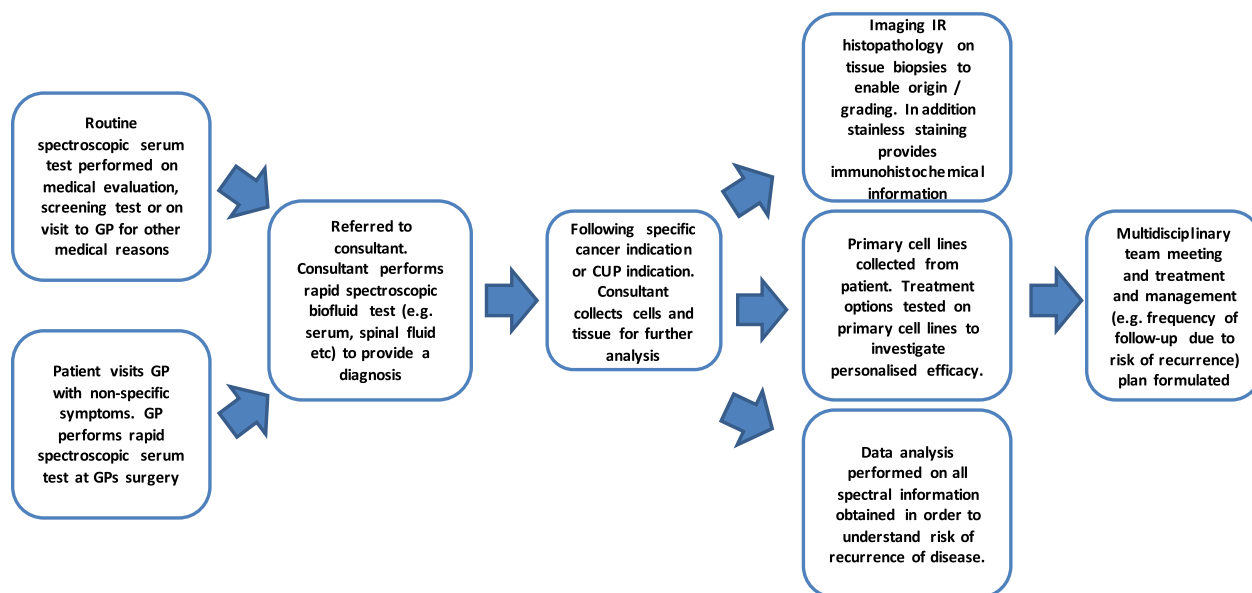 Routine
spectroscopic serum
test performed on
medical evaluation,
screening test or on
visit to GP for other
medical reasons
Patient visits GP
with non-specific
symptoms. GP
performs rapid
spectroscopic serum
test at GPs surgery
Referred to
consultant.
Consultant performs
rapid spectroscopic
biofluid test (e.g.
serum, spinal fluid
etc) to provide a
diagnosis
Following specific
cancer indication
or CUP indication.
Consultant
collects cells and
tissue for further
analysis
Imaging IR
histopathology on
tissue biopsies to
enable origin /
grading. In addition
stainless staining
provides
immunohistochemical
information
Primary cell lines
collected from
patient. Treatment
options tested on
primary cell lines to
investigate
personalised efficacy.
Data analysis
performed on all
spectral information
obtained in order to
understand risk of
recurrence of disease.
Multidisciplinary
team meeting
and treatment
and management
(e.g. frequency of
follow-up due to
risk of recurrence)
plan formulated